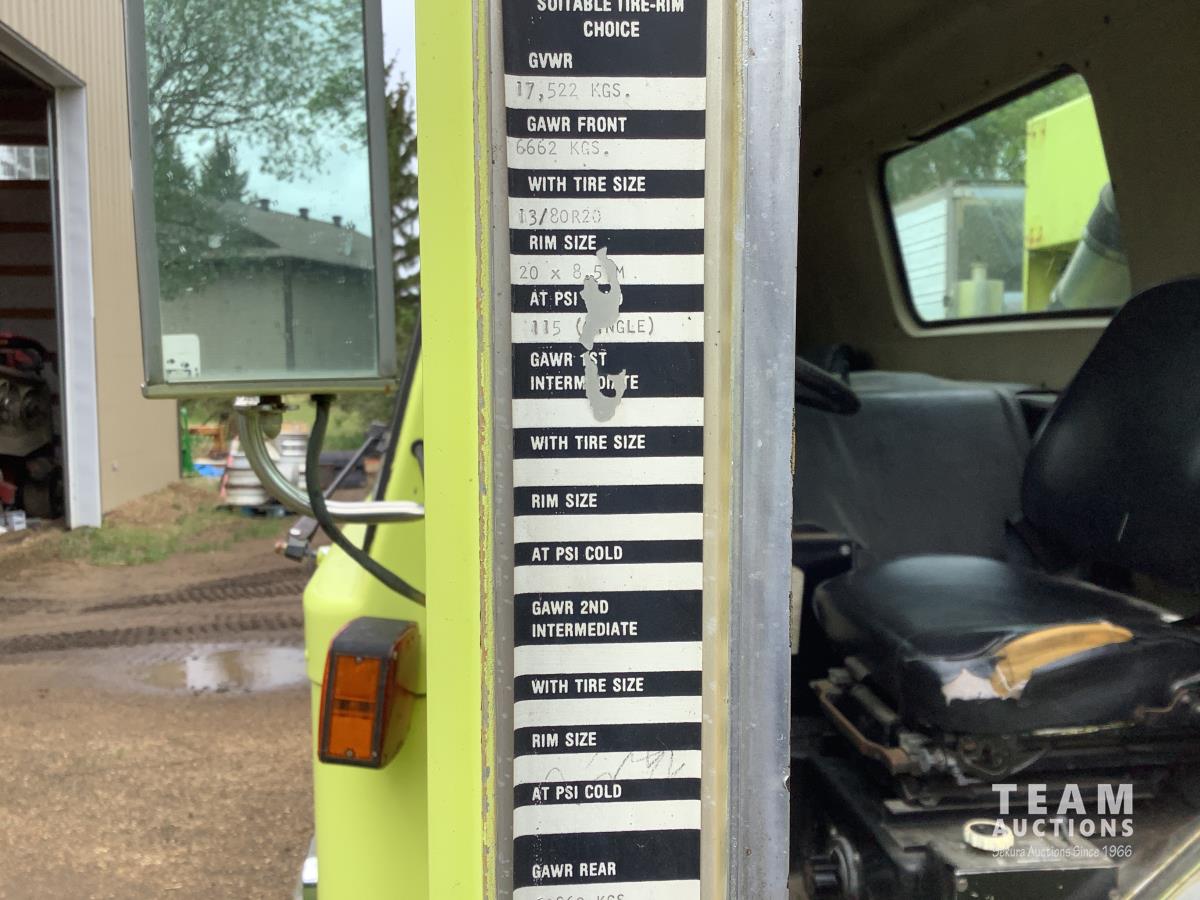 SUITABLE TIRE-RIM
CHOICE
GVWR
17,522 KGS.
GAWR FRONT
6662 KGS.
WITH TIRE SIZE
13/80R20
RIM SIZE
20 x 8.5 M.
AT PSI
115
GAWR 1ST
INTERMEDIATE
WITH TIRE SIZE
RIM SIZE
AT PSI COLD
GAWR 2ND
INTERMEDIATE
WITH TIRE SIZE
RIM SIZE
AT PSI COLD
GAWR REAR
KGS
TEAM
AUCTIONS
Sekura Auctions Since 1966